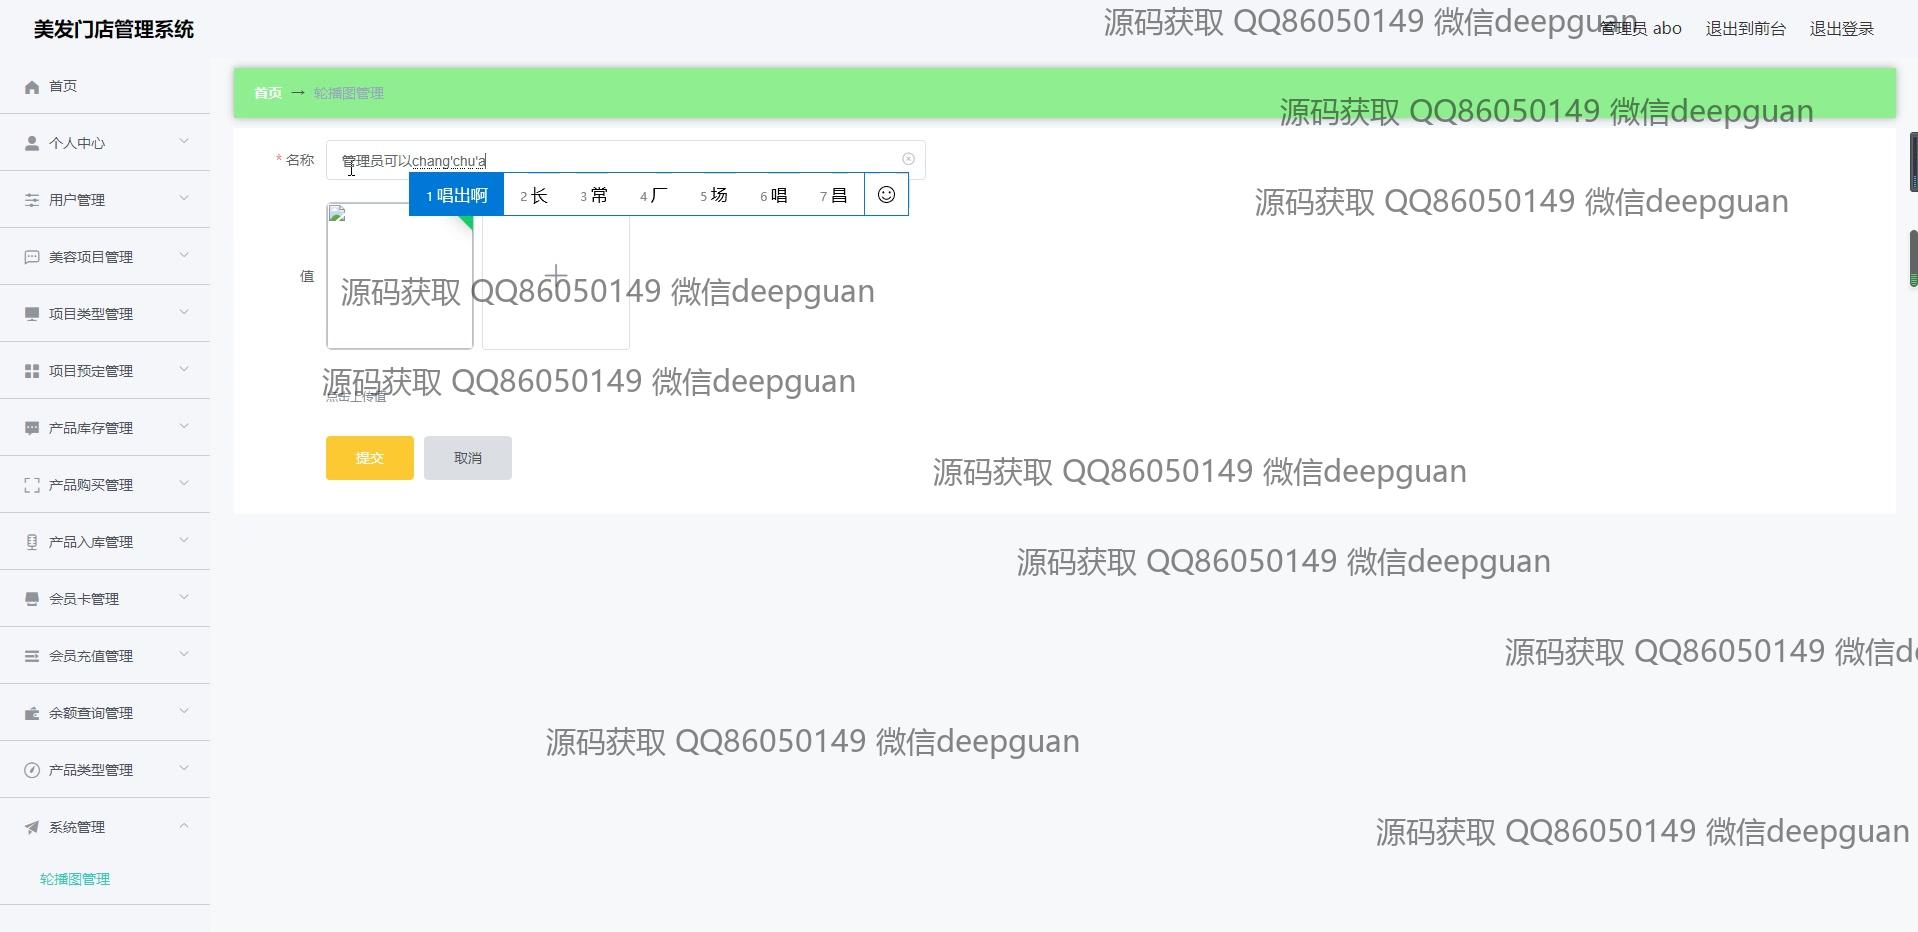 美发门店管理系统
源码获取 QQ86050149 微信deepguan
管理员 abo 退出到前台 退出登录
首页
个人中心
用户管理
美容项目管理
项目类型管理
项目预定管理
产品库存管理
产品购买管理
产品入库管理
会员卡管理
会员充值管理
余额查询管理
产品类型管理
系统管理
轮播图管理
首页 → 轮播图管理
源码获取 QQ86050149 微信deepguan
* 名称 管理员可以chang'chu'a
1 唱出啊 2 长 3 常 4 厂 5 场 6 唱 7 昌
源码获取 QQ86050149 微信deepguan
值
源码获取 QQ86050149 微信deepguan
源码获取 QQ86050149 微信deepguan
点击上传值
提交 取消
源码获取 QQ86050149 微信deepguan
源码获取 QQ86050149 微信deepguan
源码获取 QQ86050149 微信de
源码获取 QQ86050149 微信deepguan
源码获取 QQ86050149 微信deepguan